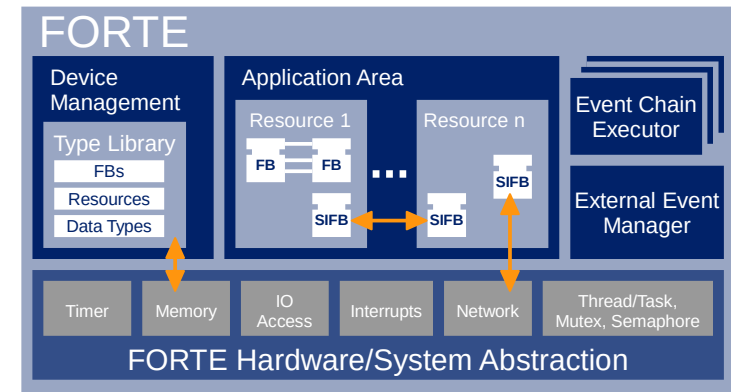 FORTE
Device
Management
Type Library
FBs
Resources
Data Types
Application Area
Resource 1
FB
FB
SIFB
...
Resource n
SIFB
SIFB
Event Chain
Executor
External Event
Manager
Timer
Memory
IO
Access
Interrupts
Network
Thread/Task,
Mutex, Semaphore
FORTE Hardware/System Abstraction